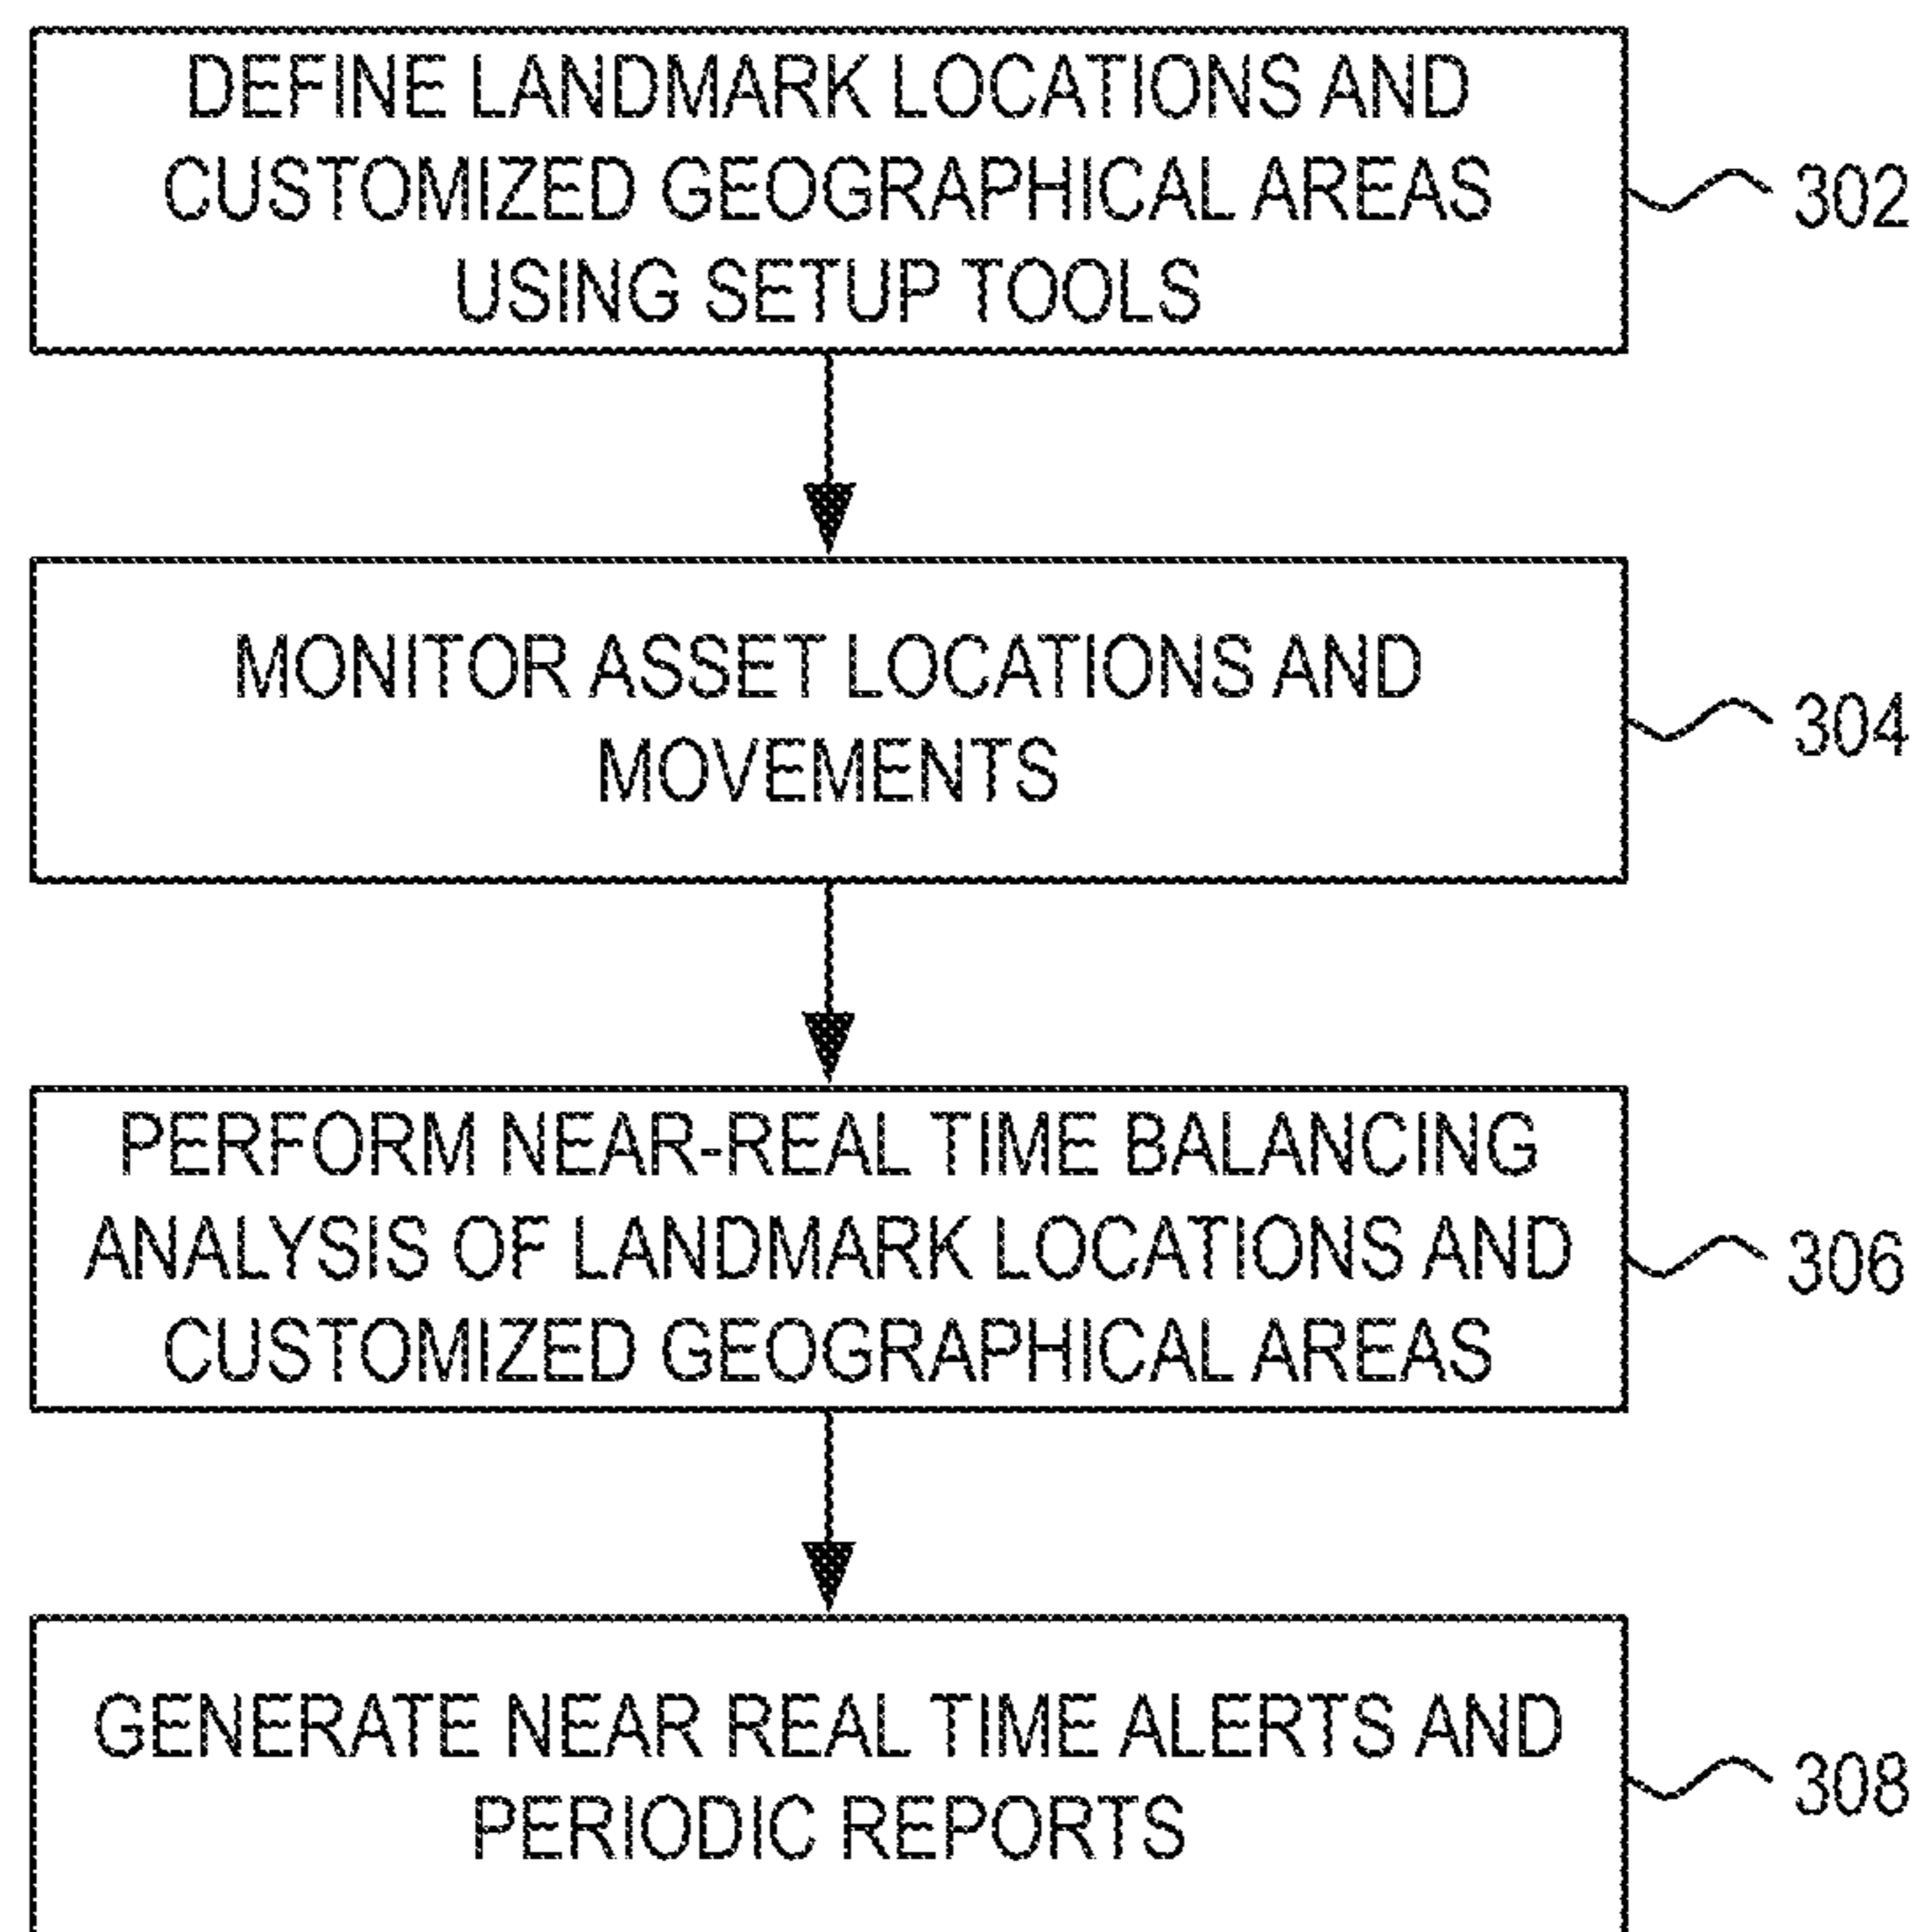 DEFINE LANDMARK LOCATIONS AND
CUSTOMIZED GEOGRAPHICAL AREAS
USING SETUP TOOLS
302
MONITOR ASSET LOCATIONS AND
MOVEMENTS
304
PERFORM NEAR-REAL TIME BALANCING
ANALYSIS OF LANDMARK LOCATIONS AND
CUSTOMIZED GEOGRAPHICAL AREAS
306
GENERATE NEAR REAL TIME ALERTS AND
PERIODIC REPORTS
308